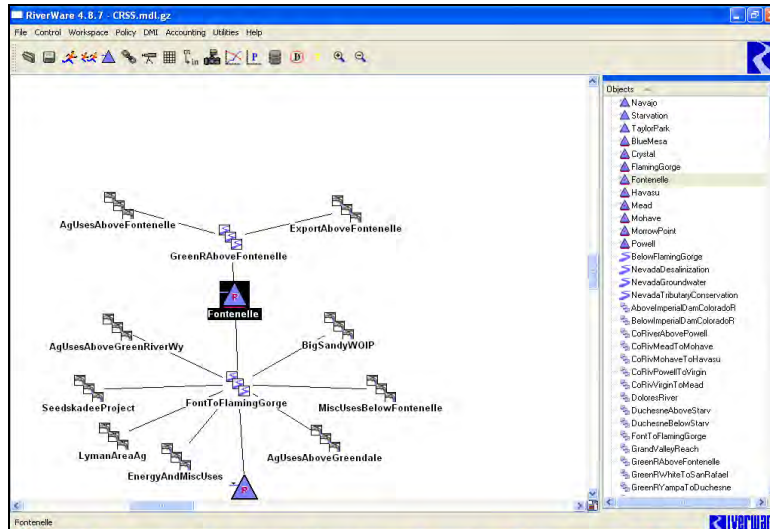 RiverWare 4.8.7 - CRSS.mdl.gz
File Control Workspace Policy DMI Accounting Utilities Help
Objects
Navajo
Starvation
TaylorPark
BlueMesa
Crystal
FlamingGorge
Fontenelle
Havasu
Mead
Mohave
MorrowPoint
Powell
BelowFlamingGorge
NevadaDesalinization
NevadaGroundwater
NevadaTributaryConservation
AboveImperialDamColoradoR
BelowImperialDamColoradoR
CoRiverAbovePowell
CoRivMeadToMohave
CoRivMohaveToHavasu
CoRivPowellToVirgin
CoRivVirginToMead
DoloresRiver
DuchesneAboveStarv
DuchesneBelowStarv
FontToFlamingGorge
GrandValleyReach
GreenRAboveFontenelle
GreenRWhiteToSanRafael
GreenRYampaToDuchesne
AgUsesAboveFontenelle
ExportAboveFontenelle
GreenRAboveFontenelle
Fontenelle
AgUsesAboveGreenRiverWy
BigSandyWOIP
SeedskadeeProject
FontToFlamingGorge
MiscUsesBelowFontenelle
LymanAreaAg
AgUsesAboveGreendale
EnergyAndMiscUses
Fontenelle
RiverWare